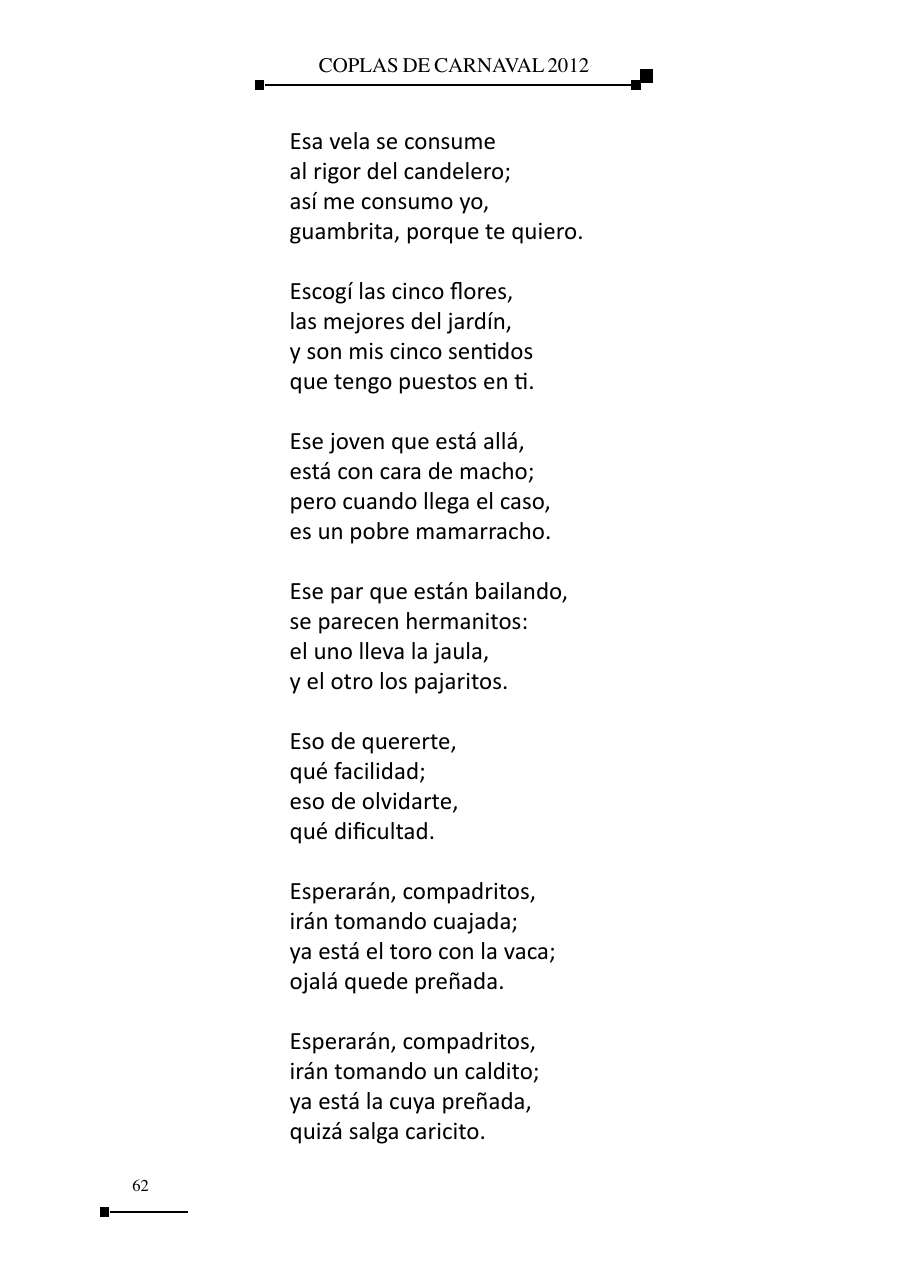 COPLAS DE CARNAVAL 2012
Esa vela se consume
al rigor del candelero;
así me consumo yo,
guambrita, porque te quiero.
Escogí las cinco flores,
las mejores del jardín,
y son mis cinco sentidos
que tengo puestos en ti.
Ese joven que está allá,
está con cara de macho;
pero cuando llega el caso,
es un pobre mamarracho.
Ese par que están bailando,
se parecen hermanitos:
el uno lleva la jaula,
y el otro los pajaritos.
Eso de quererte,
qué facilidad;
eso de olvidarte,
qué dificultad.
Esperarán, compadritos,
irán tomando cuajada;
ya está el toro con la vaca;
ojalá quede preñada.
Esperarán, compadritos,
irán tomando un caldito;
ya está la cuya preñada,
quizá salga caricito.
62